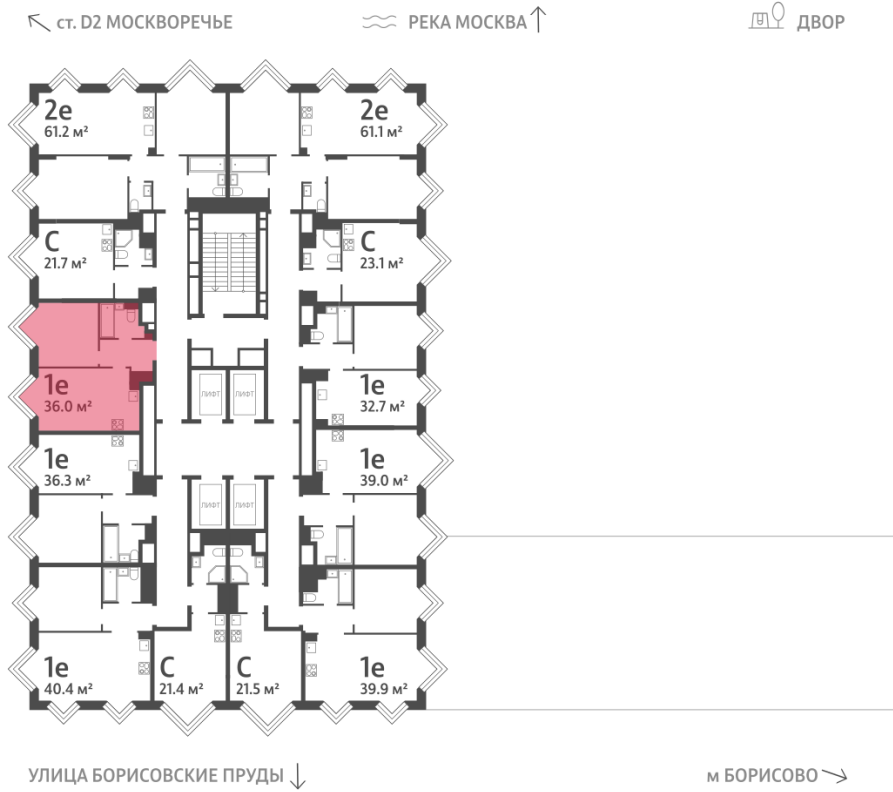 ст. D2 МОСКВОРЕЧЬЕ
РЕКА МОСКВА
ДВОР
2е
61.2 м²
2е
61.1 м²
С
21.7 м²
С
23.1 м²
1е
36.0 м²
ЛИФТ
ЛИФТ
1е
32.7 м²
1е
36.3 м²
1е
39.0 м²
ЛИФТ
ЛИФТ
1е
40.4 м²
С
21.4 м²
С
21.5 м²
1е
39.9 м²
УЛИЦА БОРИСОВСКИЕ ПРУДЫ
м БОРИСОВО